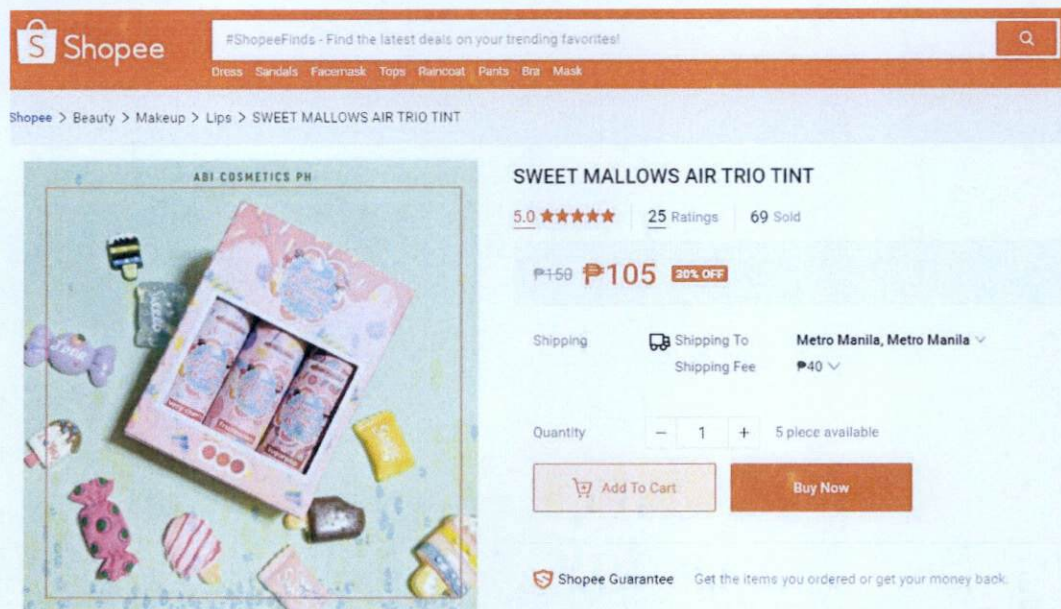 Shopee
#ShopeeFinds - Find the latest deals on your trending favorites!
Dress Sandals Facemask Tops Raincoat Pants Bra Mask
Shopee > Beauty > Makeup > Lips > SWEET MALLOWS AIR TRIO TINT
ABI COSMETICS PH
SWEET MALLOWS AIR TRIO TINT
5.0 ★★★★★ 25 Ratings 69 Sold
₱150 ₱105 30% OFF
Shipping Shipping To Metro Manila, Metro Manila
Shipping Fee ₱40
Quantity − 1 + 5 piece available
Add To Cart Buy Now
Shopee Guarantee Get the items you ordered or get your money back.